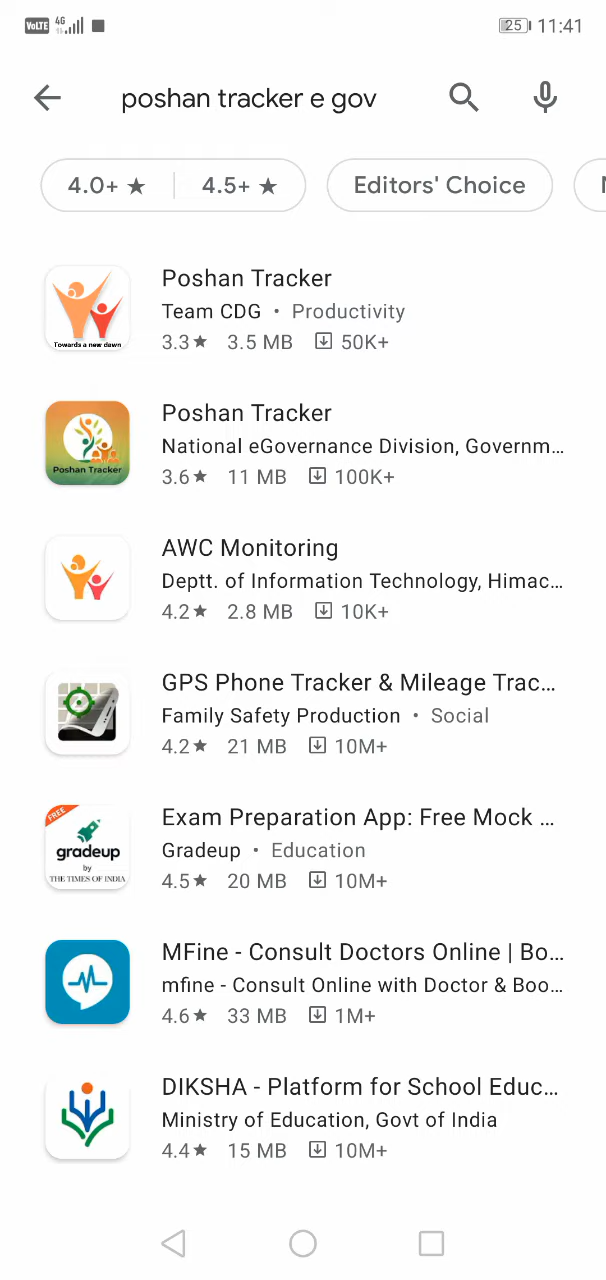 VoLTE 4G 25 11:41
poshan tracker e gov
4.0+ ★ 4.5+ ★ Editors' Choice
Poshan Tracker
Team CDG • Productivity
Towards a new dawn
3.3★ 3.5 MB 50K+
Poshan Tracker
National eGovernance Division, Governm...
Poshan Tracker
3.6★ 11 MB 100K+
AWC Monitoring
Deptt. of Information Technology, Himac...
4.2★ 2.8 MB 10K+
GPS Phone Tracker & Mileage Trac...
Family Safety Production • Social
4.2★ 21 MB 10M+
FREE
Exam Preparation App: Free Mock ...
gradeup
by
THE TIMES OF INDIA
Gradeup • Education
4.5★ 20 MB 10M+
MFine - Consult Doctors Online | Bo...
mfine - Consult Online with Doctor & Boo...
4.6★ 33 MB 1M+
DIKSHA - Platform for School Educ...
Ministry of Education, Govt of India
4.4★ 15 MB 10M+